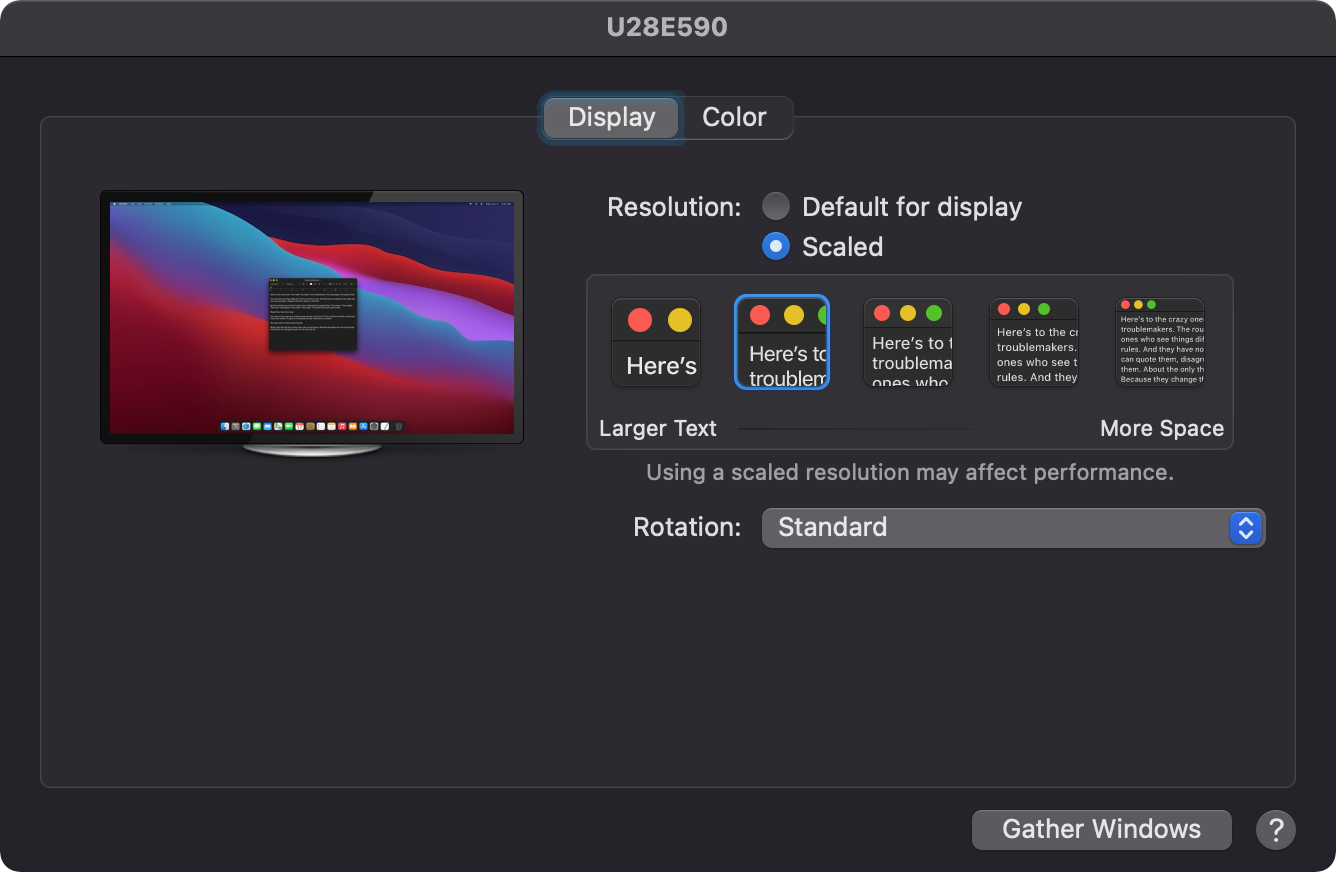 U28E590
Display Color
Resolution: Default for display
Scaled
Here's
Here's to
troublem
Here's to t
troublema
ones who
Here's to the cr
troublemakers.
ones who see t
rules. And they
Here's to the crazy one
troublemakers. The rou
ones who see things dif
rules. And they have no
can quote them, disagr
them. About the only th
Because they change th
Larger Text More Space
Using a scaled resolution may affect performance.
Rotation: Standard
Gather Windows ?